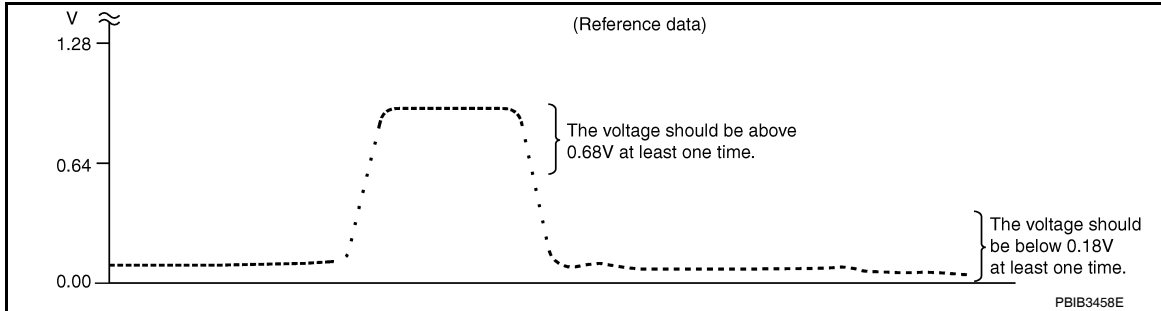 V
(Reference data)
1.28
The voltage should be above
0.68V at least one time.
0.64
The voltage should
be below 0.18V
at least one time.
0.00
PBIB3458E